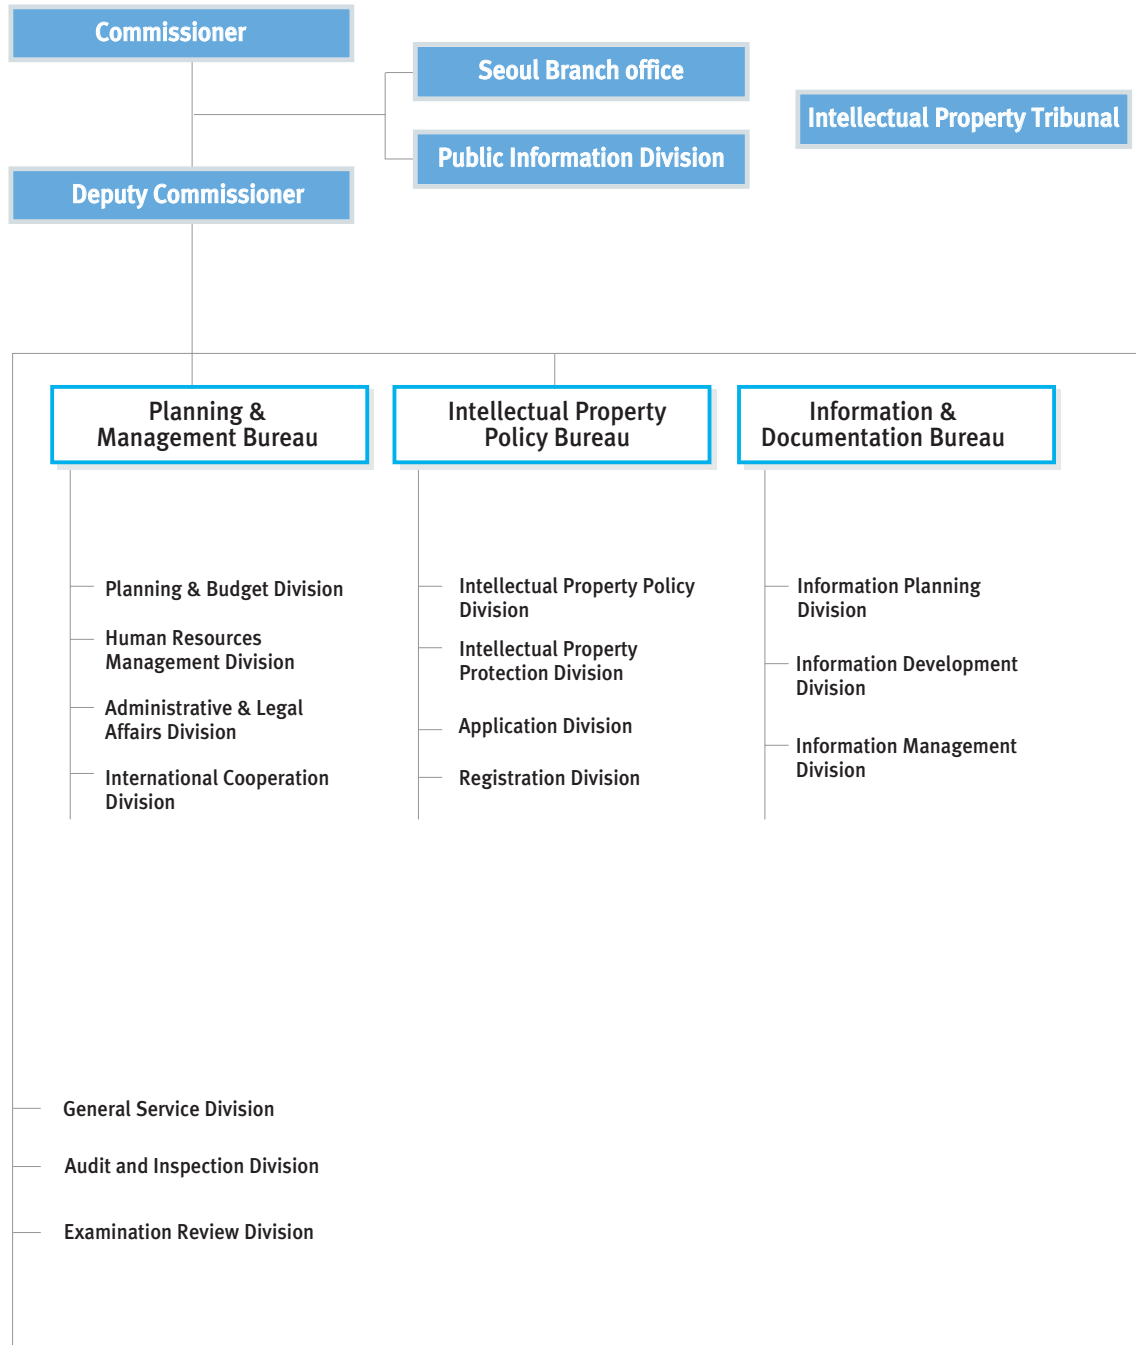 Commissioner
Seoul Branch office
Intellectual Property Tribunal
Public Information Division
Deputy Commissioner
Planning &
Management Bureau
Intellectual Property
Policy Bureau
Information &
Documentation Bureau
Planning & Budget Division
Human Resources
Management Division
Administrative & Legal
Affairs Division
International Cooperation
Division
Intellectual Property Policy
Division
Intellectual Property
Protection Division
Application Division
Registration Division
Information Planning
Division
Information Development
Division
Information Management
Division
General Service Division
Audit and Inspection Division
Examination Review Division